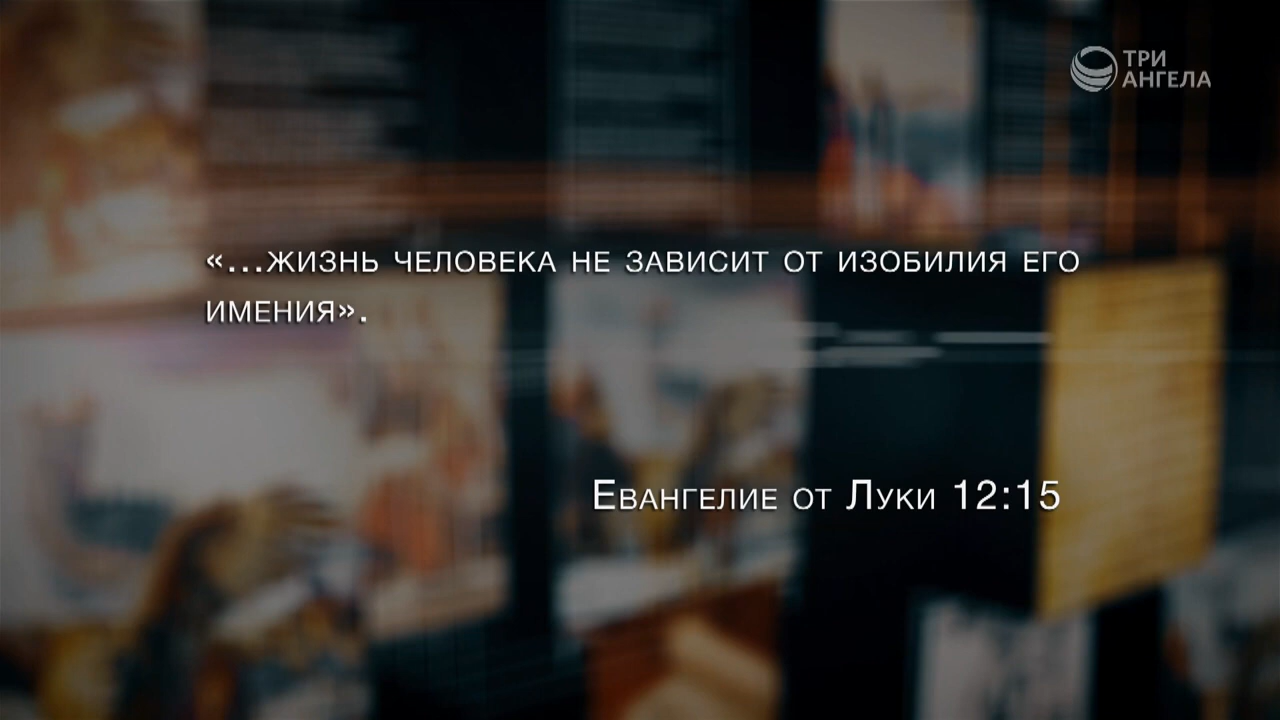 ТРИ
АНГЕЛА
«...жизнь человека не зависит от изобилия его
имения».
Евангелие от Луки 12:15